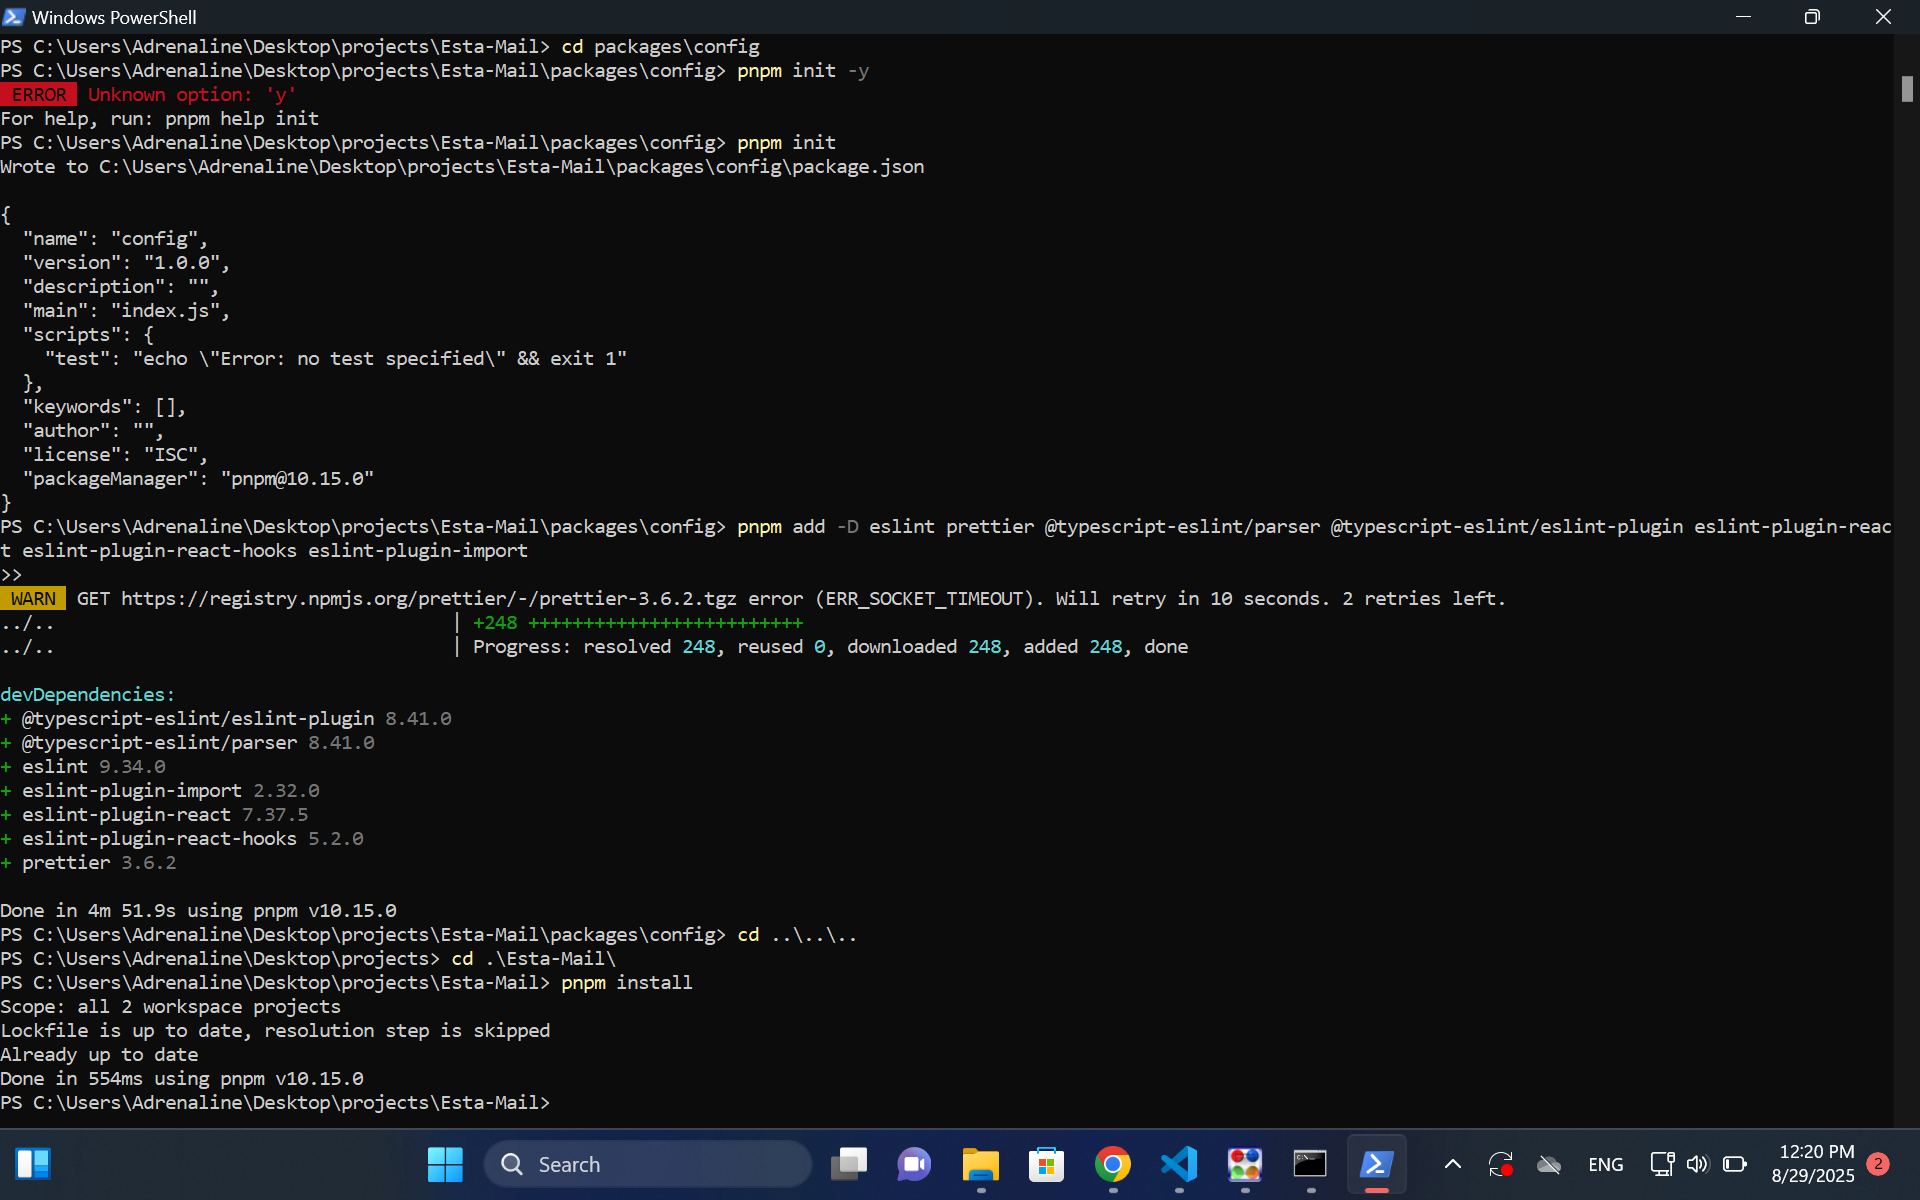 Windows PowerShell
PS C:\Users\Adrenaline\Desktop\projects\Esta-Mail> cd packages\config
PS C:\Users\Adrenaline\Desktop\projects\Esta-Mail\packages\config> pnpm init -y
 ERROR  Unknown option: 'y'
For help, run: pnpm help init
PS C:\Users\Adrenaline\Desktop\projects\Esta-Mail\packages\config> pnpm init
Wrote to C:\Users\Adrenaline\Desktop\projects\Esta-Mail\packages\config\package.json

{
  "name": "config",
  "version": "1.0.0",
  "description": "",
  "main": "index.js",
  "scripts": {
    "test": "echo \"Error: no test specified\" && exit 1"
  },
  "keywords": [],
  "author": "",
  "license": "ISC",
  "packageManager": "pnpm@10.15.0"
}
PS C:\Users\Adrenaline\Desktop\projects\Esta-Mail\packages\config> pnpm add -D eslint prettier @typescript-eslint/parser @typescript-eslint/eslint-plugin eslint-plugin-reac
t eslint-plugin-react-hooks eslint-plugin-import
>>
 WARN  GET https://registry.npmjs.org/prettier/-/prettier-3.6.2.tgz error (ERR_SOCKET_TIMEOUT). Will retry in 10 seconds. 2 retries left.
../.. | +248 +++++++++++++++++++++++++
../.. | Progress: resolved 248, reused 0, downloaded 248, added 248, done

devDependencies:
+ @typescript-eslint/eslint-plugin 8.41.0
+ @typescript-eslint/parser 8.41.0
+ eslint 9.34.0
+ eslint-plugin-import 2.32.0
+ eslint-plugin-react 7.37.5
+ eslint-plugin-react-hooks 5.2.0
+ prettier 3.6.2

Done in 4m 51.9s using pnpm v10.15.0
PS C:\Users\Adrenaline\Desktop\projects\Esta-Mail\packages\config> cd ..\..\..
PS C:\Users\Adrenaline\Desktop\projects> cd .\Esta-Mail\
PS C:\Users\Adrenaline\Desktop\projects\Esta-Mail> pnpm install
Scope: all 2 workspace projects
Lockfile is up to date, resolution step is skipped
Already up to date
Done in 554ms using pnpm v10.15.0
PS C:\Users\Adrenaline\Desktop\projects\Esta-Mail>
Search
ENG
12:20 PM
8/29/2025
2